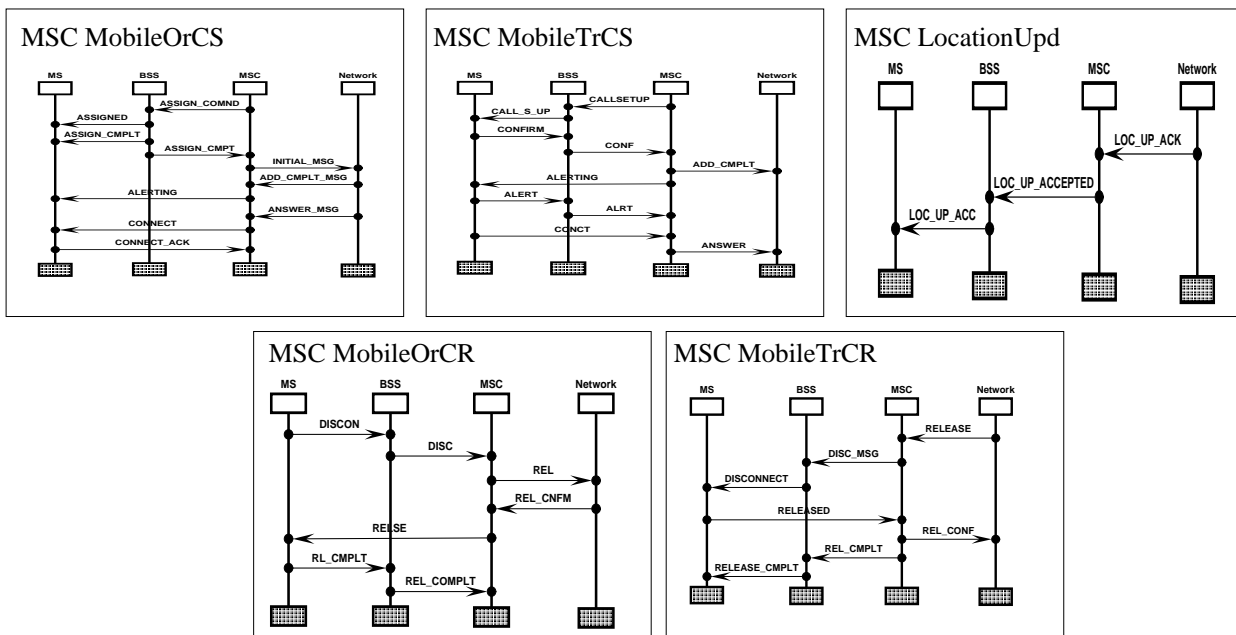 MSC MobileOrCS
MS BSS MSC Network
ASSIGN_COMND
ASSIGNED
ASSIGN_CMPLT
ASSIGN_CMPT
INITIAL_MSG
ADD_CMPLT_MSG
ALERTING
ANSWER_MSG
CONNECT
CONNECT_ACK
MSC MobileTrCS
MS BSS MSC Network
CALLSETUP
CALL_S_UP
CONFIRM
CONF
ADD_CMPLT
ALERTING
ALERT
ALRT
CONCT
ANSWER
MSC LocationUpd
MS BSS MSC Network
LOC_UP_ACK
LOC_UP_ACCEPTED
LOC_UP_ACC
MSC MobileOrCR
MS BSS MSC Network
DISCON
DISC
REL
REL_CNFM
RELSE
RL_CMPLT
REL_COMPLT
MSC MobileTrCR
MS BSS MSC Network
RELEASE
DISC_MSG
DISCONNECT
RELEASED
REL_CONF
REL_CMPLT
RELEASE_CMPLT